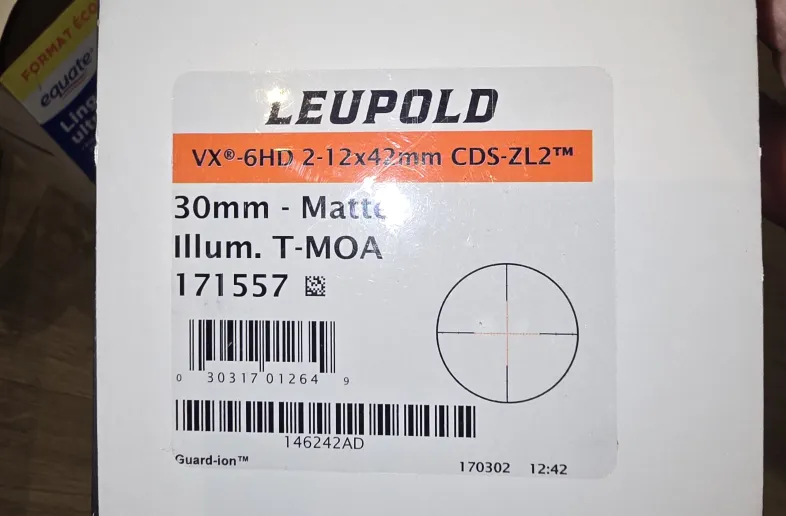 FORMAT ÉCO
equate
LEUPOLD
VX®-6HD 2-12x42mm CDS-ZL2™
30mm - Matte
Illum. T-MOA
171557
0 30317 01264 9
146242AD
Guard-ion™
170302 12:42